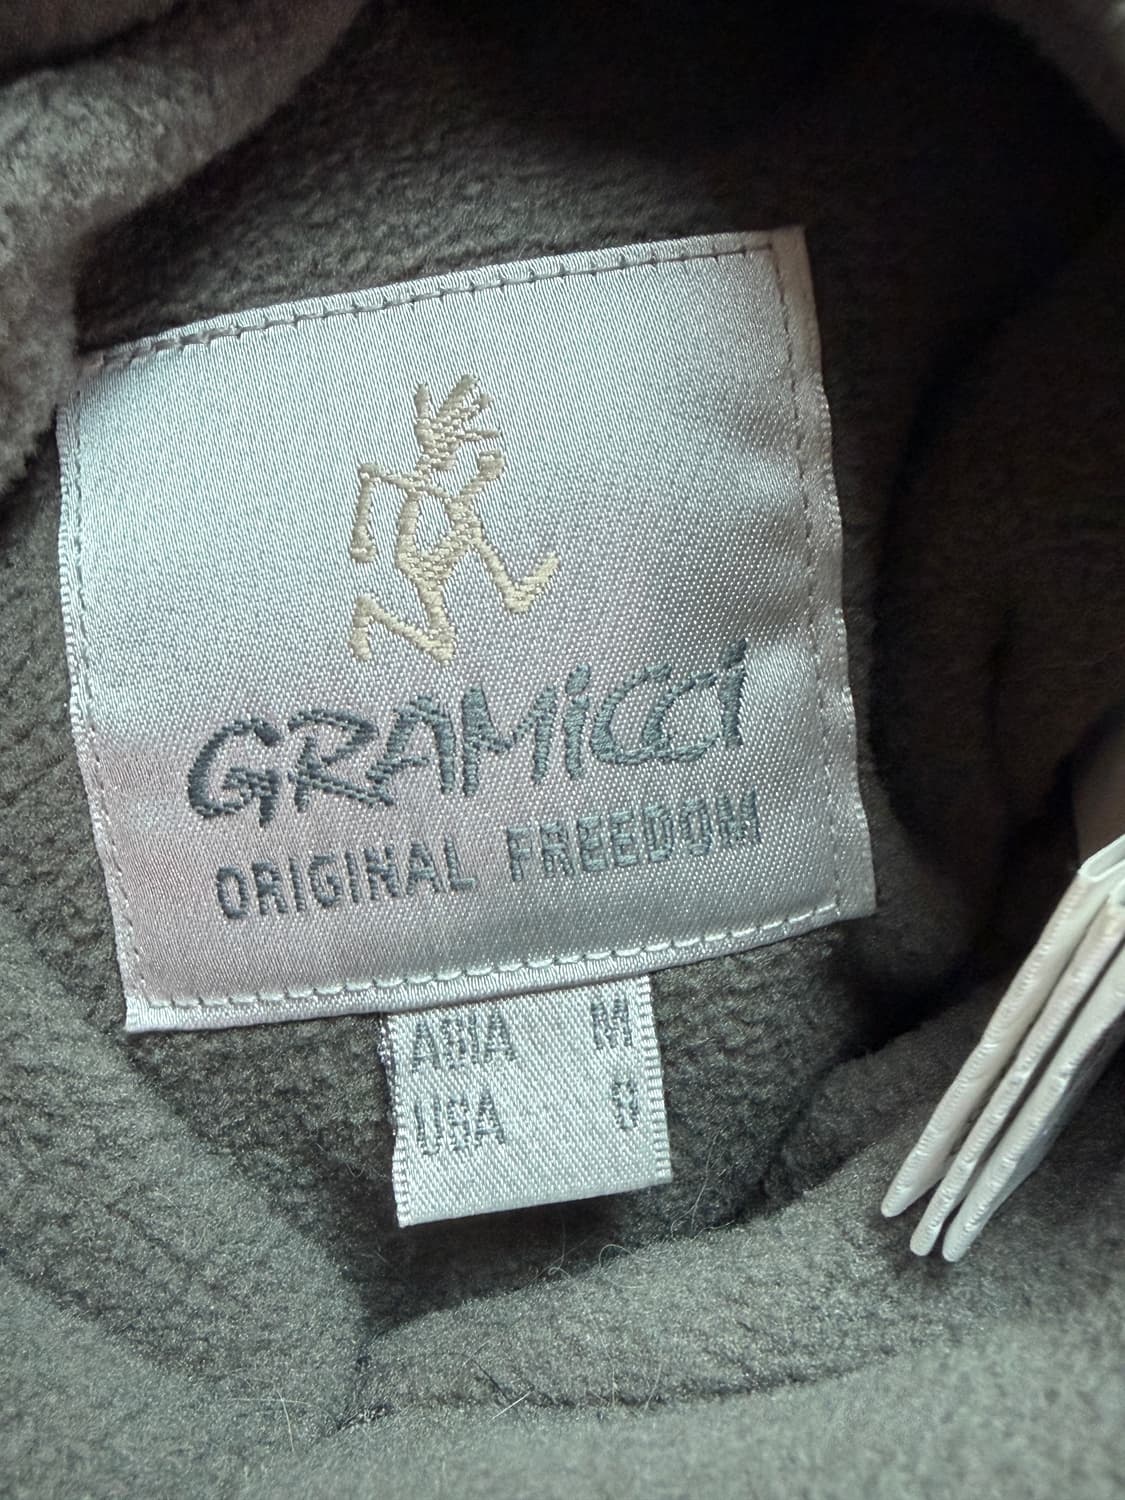 GRAMiCCi
ORIGINAL FREEDOM
ASIA M
USA S